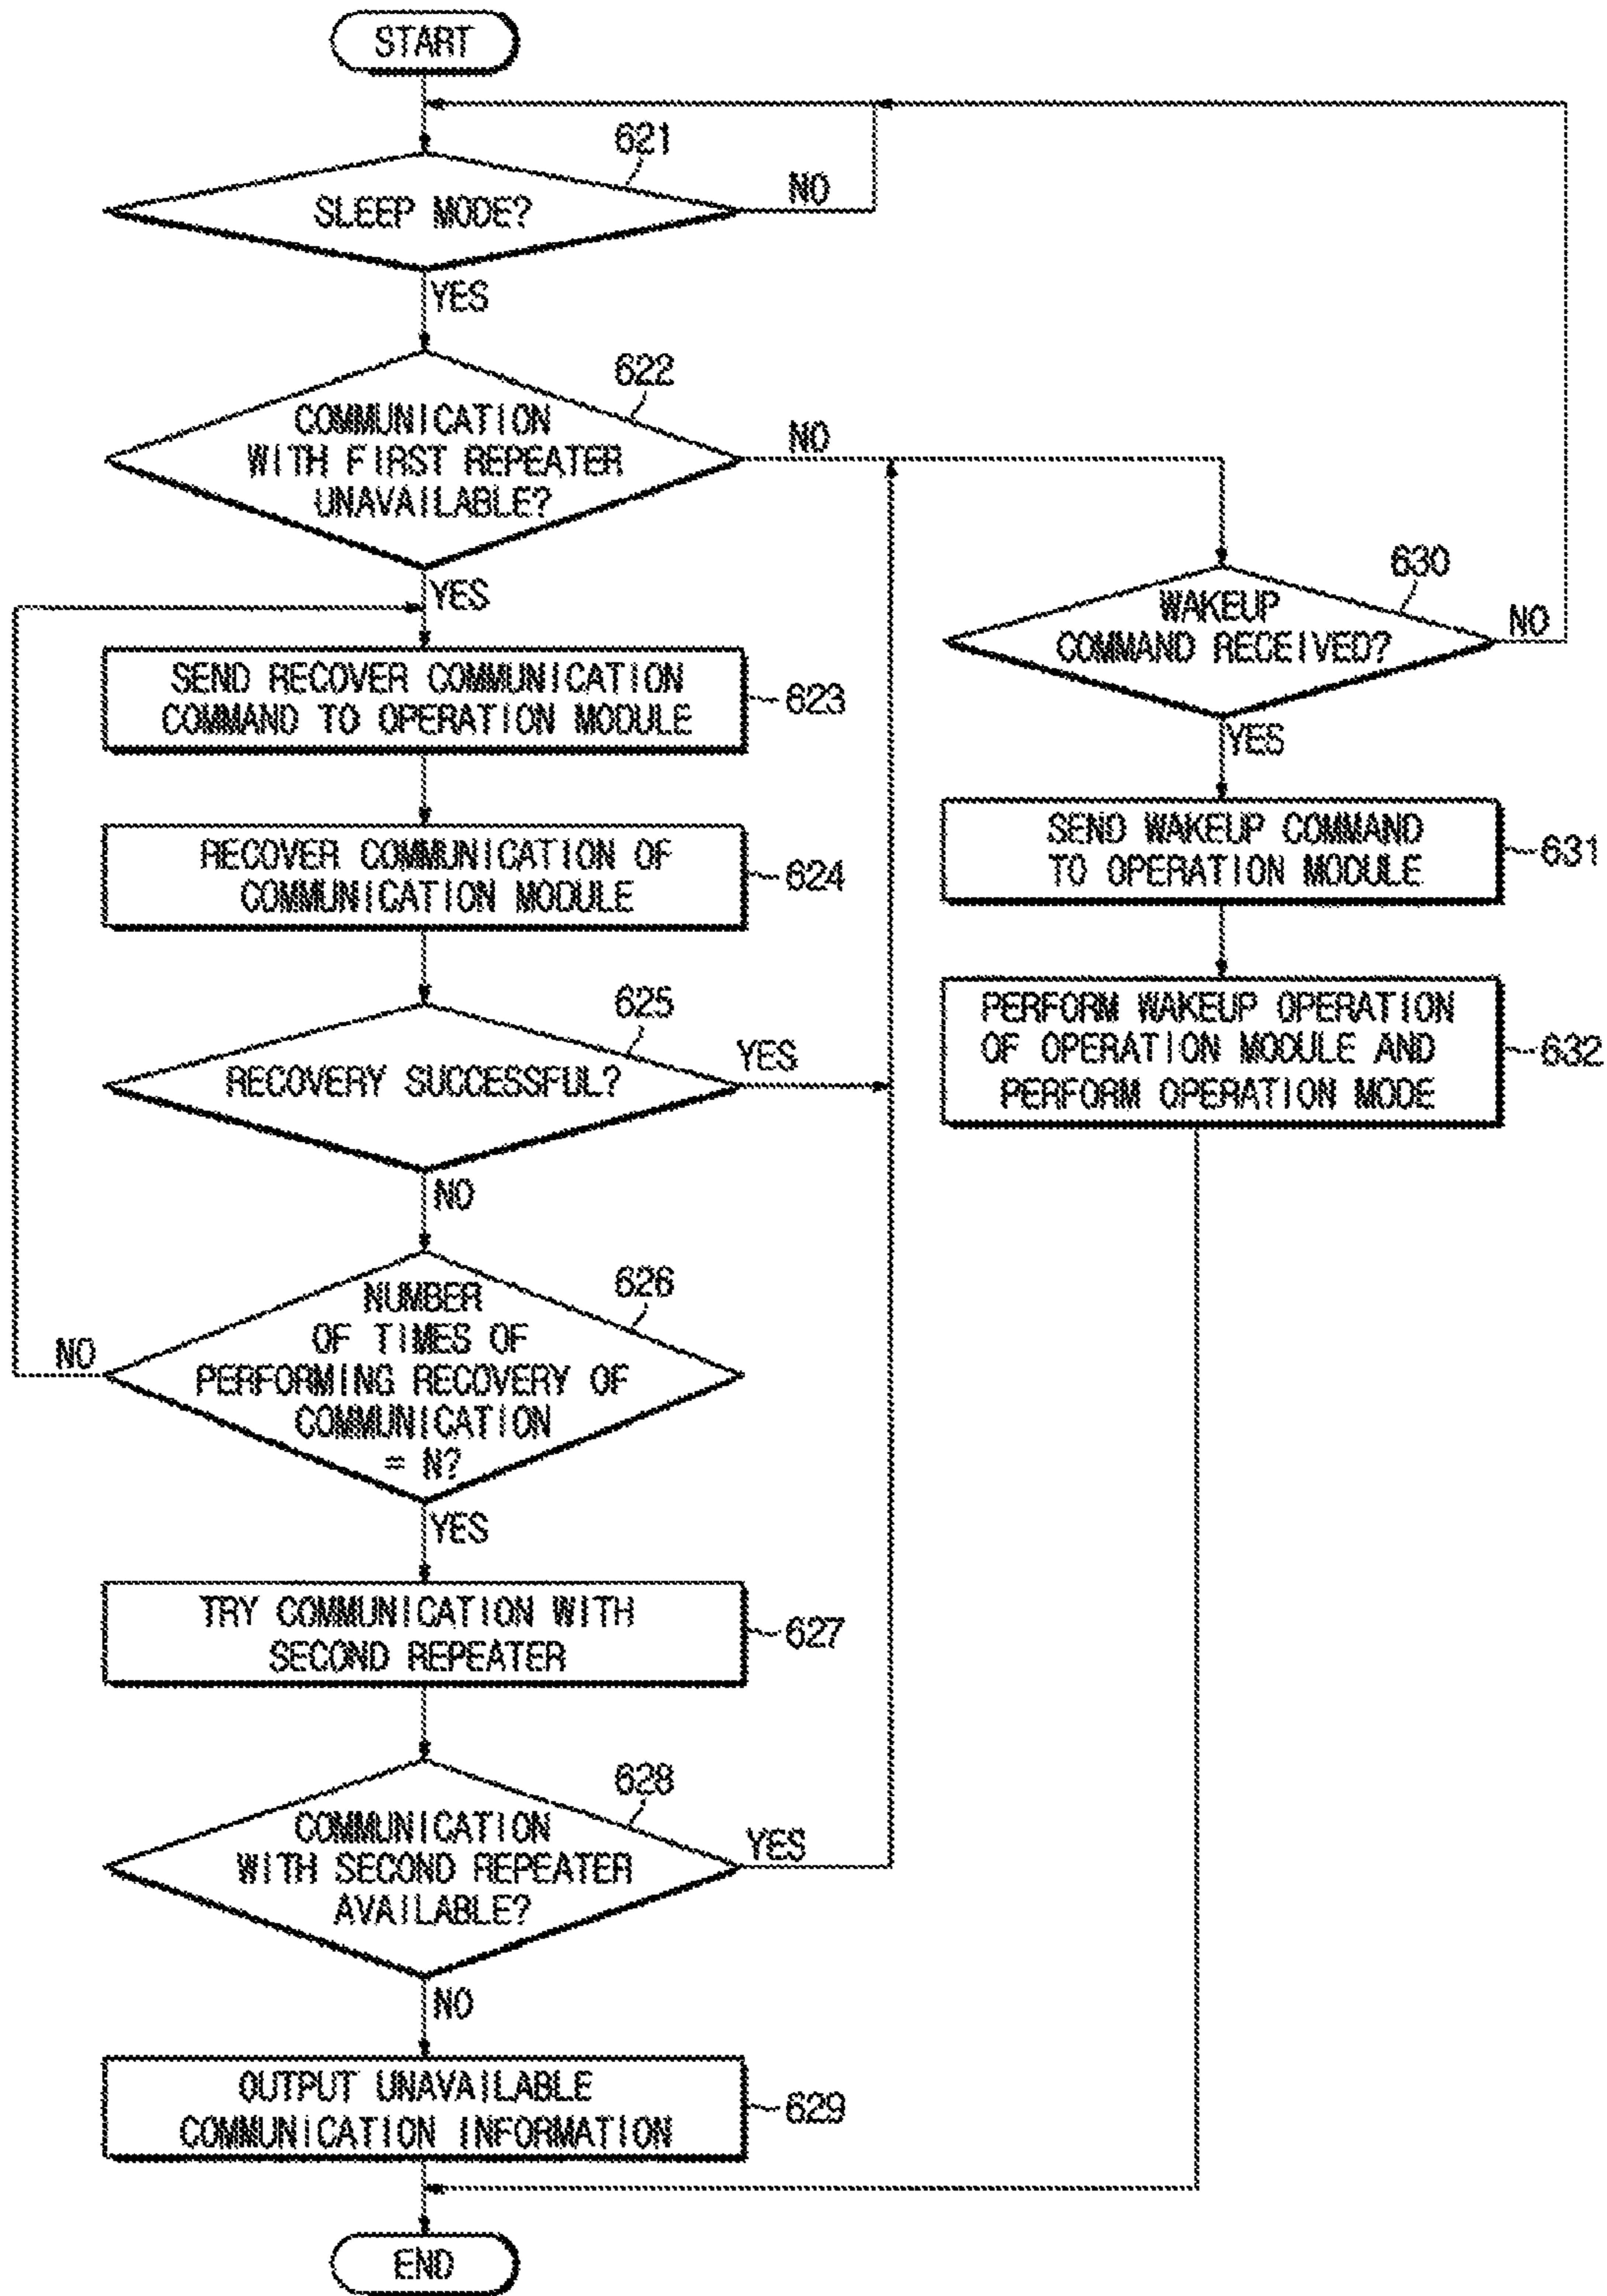 START
621
SLEEP MODE?
NO
YES
622
COMMUNICATION
WITH FIRST REPEATER
UNAVAILABLE?
NO
YES
630
WAKEUP
COMMAND RECEIVED?
NO
YES
SEND RECOVER COMMUNICATION
COMMAND TO OPERATION MODULE
623
SEND WAKEUP COMMAND
TO OPERATION MODULE
631
RECOVER COMMUNICATION OF
COMMUNICATION MODULE
624
PERFORM WAKEUP OPERATION
OF OPERATION MODULE AND
PERFORM OPERATION MODE
632
625
RECOVERY SUCCESSFUL?
YES
NO
626
NUMBER
OF TIMES OF
PERFORMING RECOVERY OF
COMMUNICATION
= N?
NO
YES
TRY COMMUNICATION WITH
SECOND REPEATER
627
628
COMMUNICATION
WITH SECOND REPEATER
AVAILABLE?
YES
NO
OUTPUT UNAVAILABLE
COMMUNICATION INFORMATION
629
END